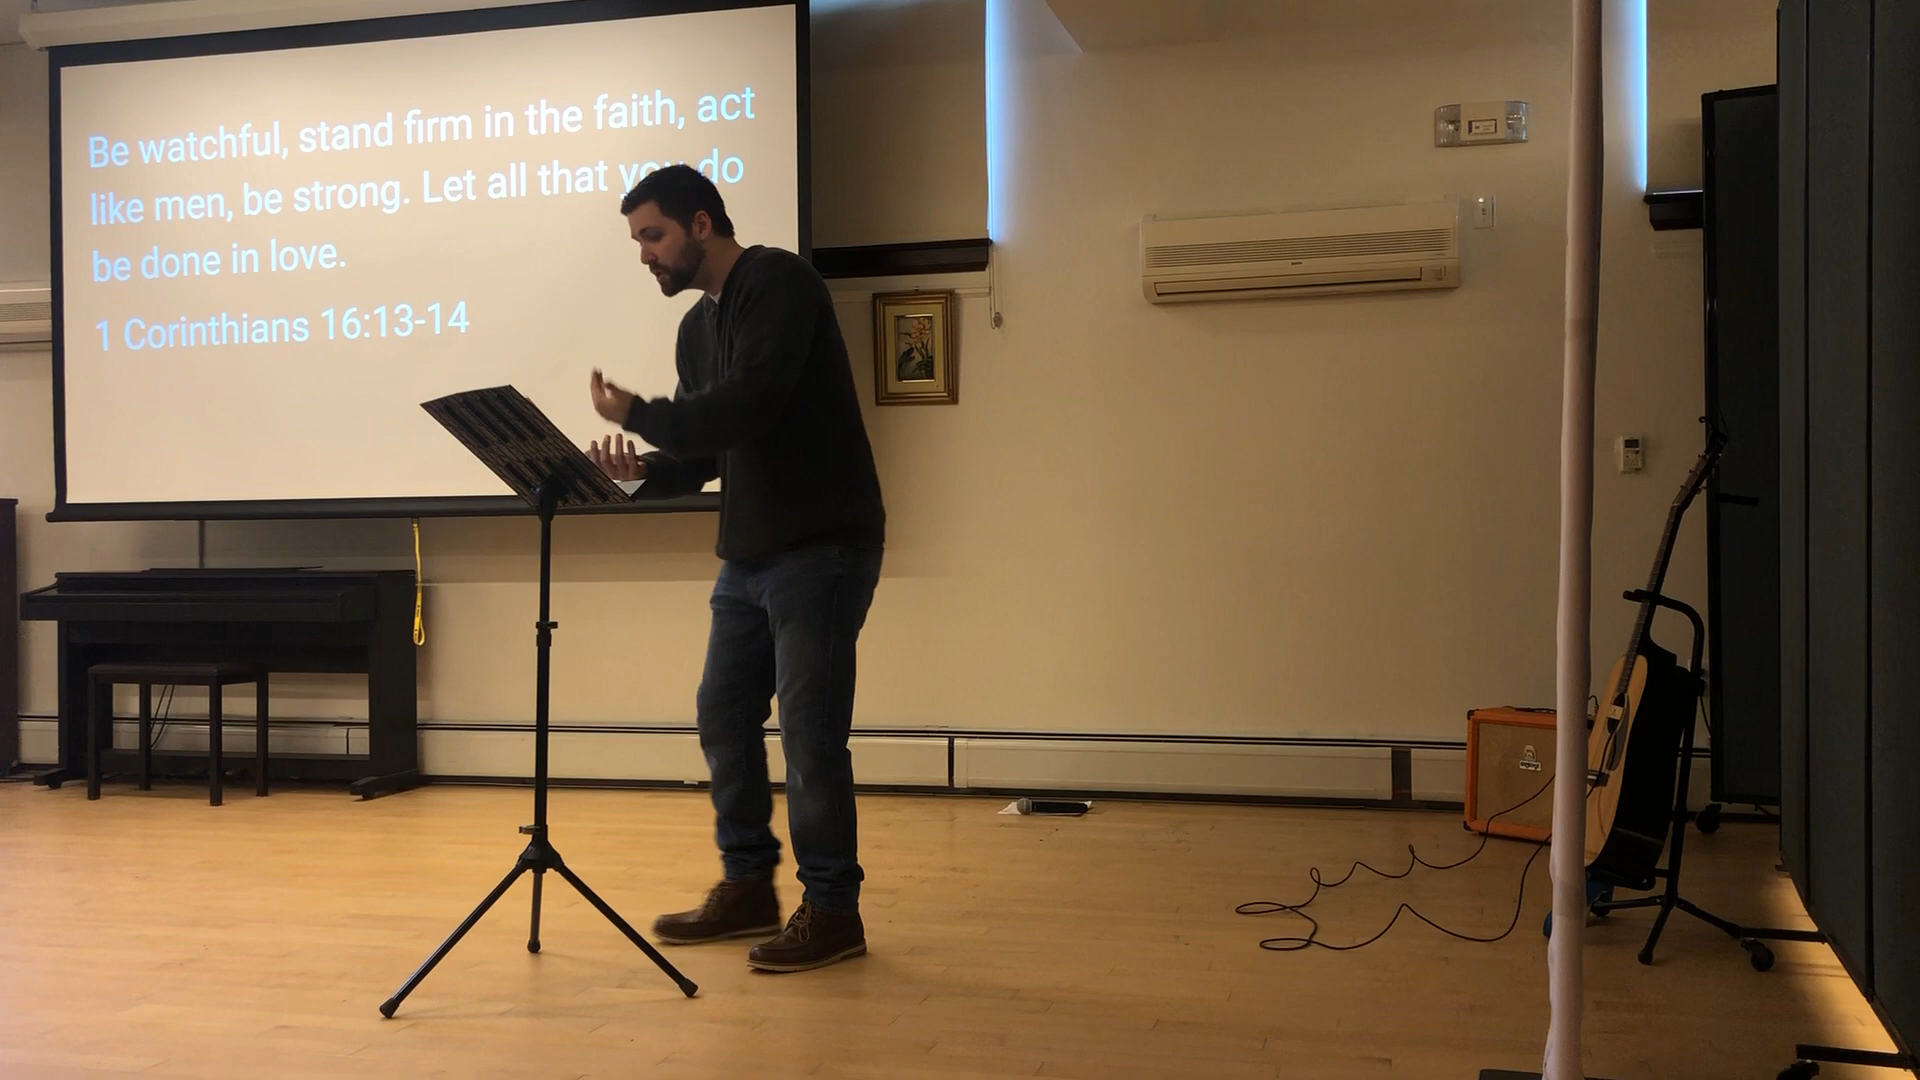 Be watchful, stand firm in the faith, act
like men, be strong. Let all that you do
be done in love.
1 Corinthians 16:13-14